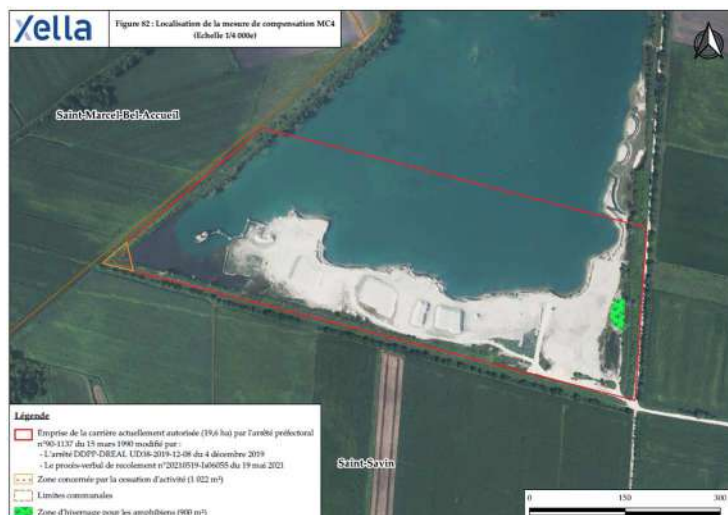 Xella
Figure 82 : Localisation de la mesure de compensation MC4
(Echelle 1/4 000e)
Saint-Marcel-Bel-Accueil
Saint-Savin
Légende
Emprise de la carrière actuellement autorisée (19,6 ha) par l'arrêté préfectoral
n°90-1137 du 15 mars 1990 modifié par :
- L'arrêté DDPP-DREAL UD38-2019-12-08 du 4 décembre 2019
- Le procès-verbal de recolement n°20210519-Is06055 du 19 mai 2021
Zone concernée par la cessation d'activité (1 022 m²)
Limites communales
Zone d'hivernage pour les amphibiens (900 m²)
0 150 300